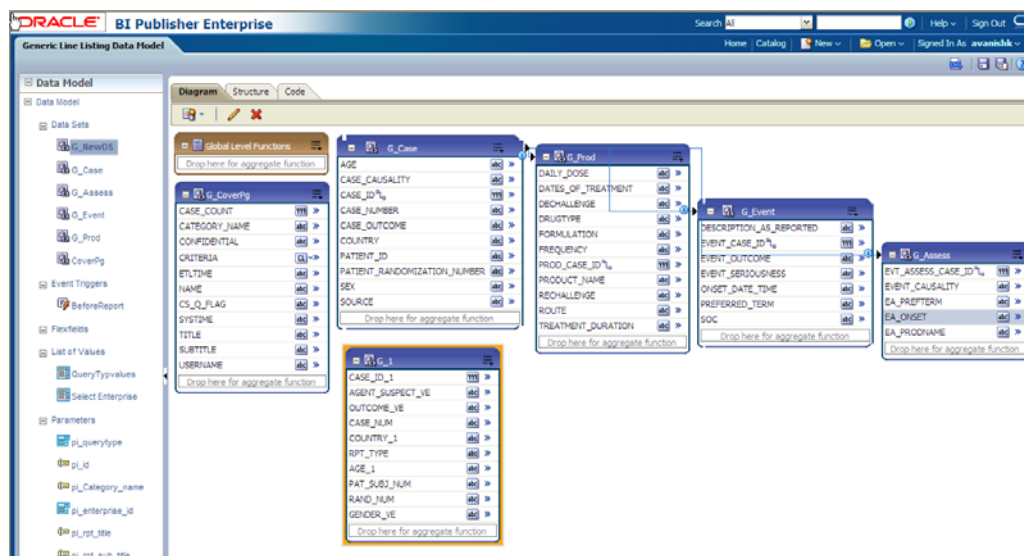 ORACLE BI Publisher Enterprise
Search All Help Sign Out
Generic Line Listing Data Model
Home Catalog New Open Signed In As avanishk
Data Model
Data Model
Data Sets
G_NewDS
G_Case
G_Assess
G_Event
G_Prod
CoverPg
Event Triggers
BeforeReport
Flexfields
List of Values
QueryTypvalues
Select Enterprise
Parameters
pi_querytype
pi_id
pi_Category_name
pi_enterprise_id
pi_rpt_title
pi_rpt_sub_title
Diagram Structure Code
Global Level Functions
Drop here for aggregate function
G_CoverPg
CASE_COUNT
CATEGORY_NAME
CONFIDENTIAL
CRITERIA
ETLTIME
NAME
CS_Q_FLAG
SYSTIME
TITLE
SUBTITLE
USERNAME
Drop here for aggregate function
G_Case
AGE
CASE_CAUSALITY
CASE_ID
CASE_NUMBER
CASE_OUTCOME
COUNTRY
PATIENT_ID
PATIENT_RANDOMIZATION_NUMBER
SEX
SOURCE
Drop here for aggregate function
G_1
CASE_ID_1
AGENT_SUSPECT_VE
OUTCOME_VE
CASE_NUM
COUNTRY_1
RPT_TYPE
AGE_1
PAT_SUBJ_NUM
RAND_NUM
GENDER_VE
Drop here for aggregate function
G_Prod
DAILY_DOSE
DATES_OF_TREATMENT
DECHALLENGE
DRUGTYPE
FORMULATION
FREQUENCY
PROD_CASE_ID
PRODUCT_NAME
RECHALLENGE
ROUTE
TREATMENT_DURATION
Drop here for aggregate function
G_Event
DESCRIPTION_AS_REPORTED
EVENT_CASE_ID
EVENT_OUTCOME
EVENT_SERIOUSNESS
ONSET_DATE_TIME
PREFERRED_TERM
SOC
Drop here for aggregate function
G_Assess
EVT_ASSESS_CASE_ID
EVENT_CAUSALITY
EA_PREFTERM
EA_ONSET
EA_PRODNAME
Drop here for aggregate function